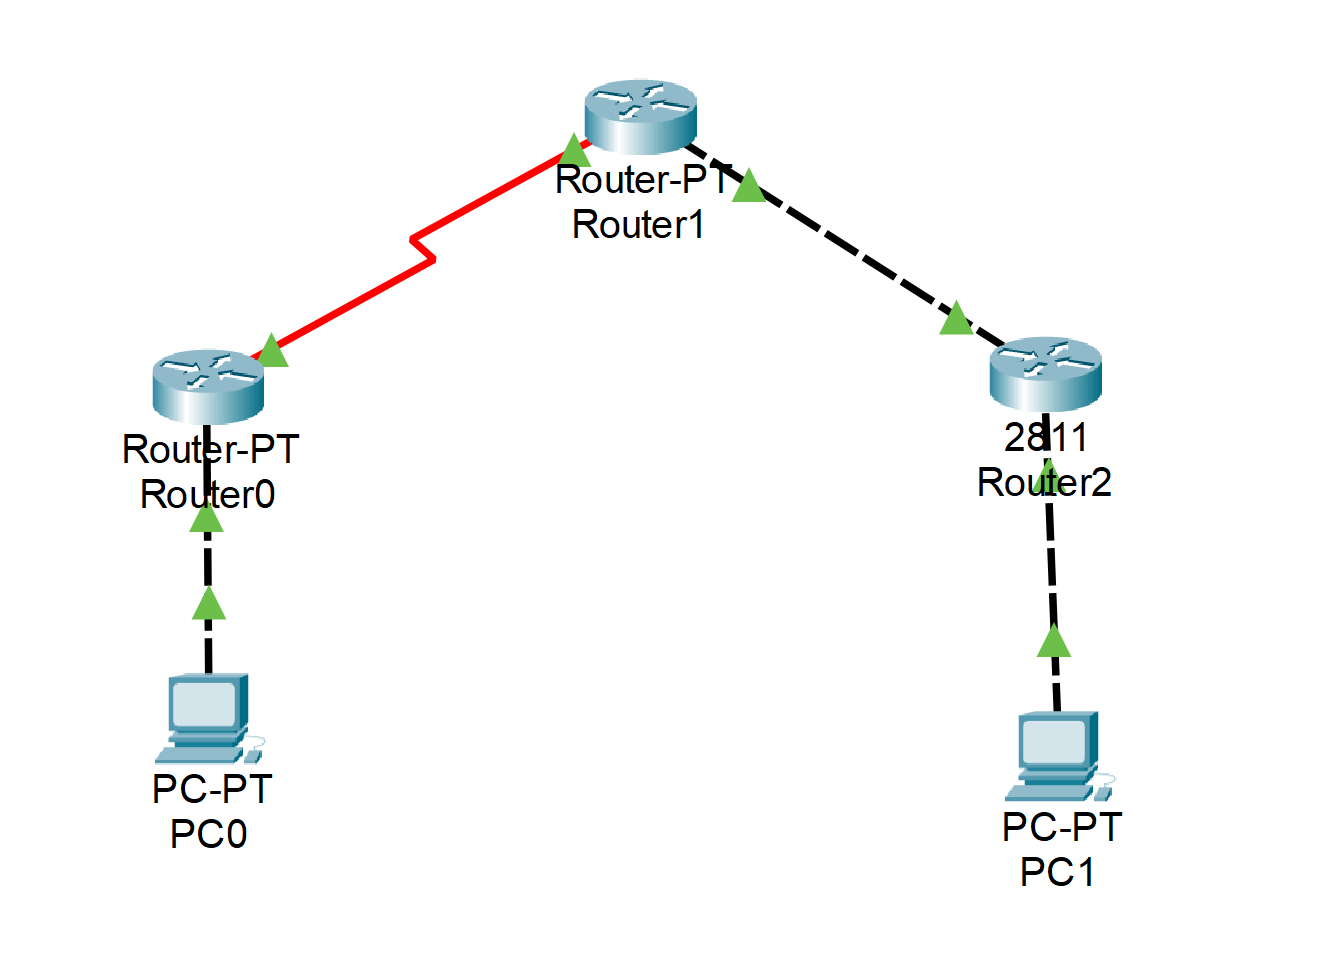 Router-PT
Router1
Router-PT
Router0
2811
Router2
PC-PT
PC0
PC-PT
PC1